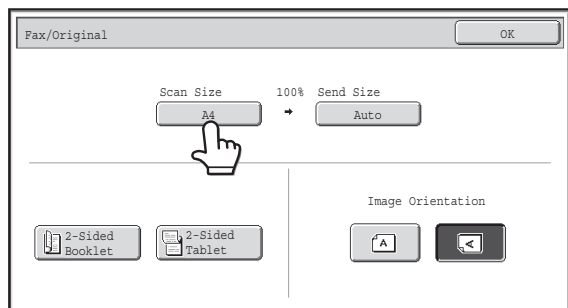 Fax/Original
OK
Scan Size 100% Send Size
A4 → Auto
Image Orientation
2-Sided
Booklet
2-Sided
Tablet
A
A